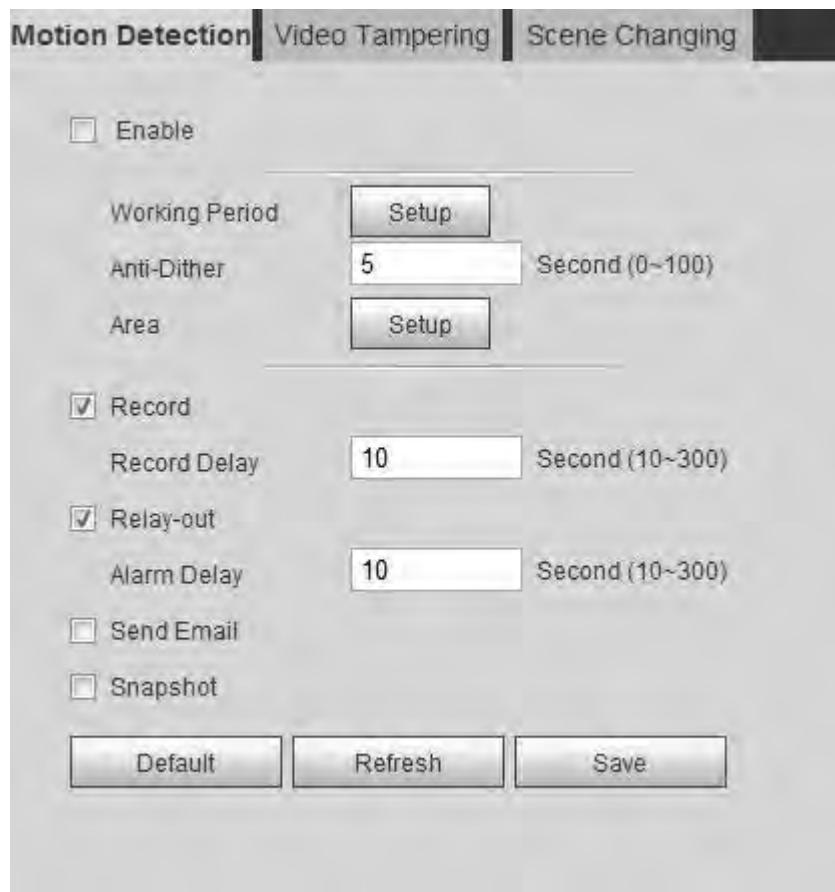 Motion Detection Video Tampering Scene Changing
Enable
Working Period Setup
Anti-Dither 5 Second (0~100)
Area Setup
Record
Record Delay 10 Second (10~300)
Relay-out
Alarm Delay 10 Second (10~300)
Send Email
Snapshot
Default Refresh Save